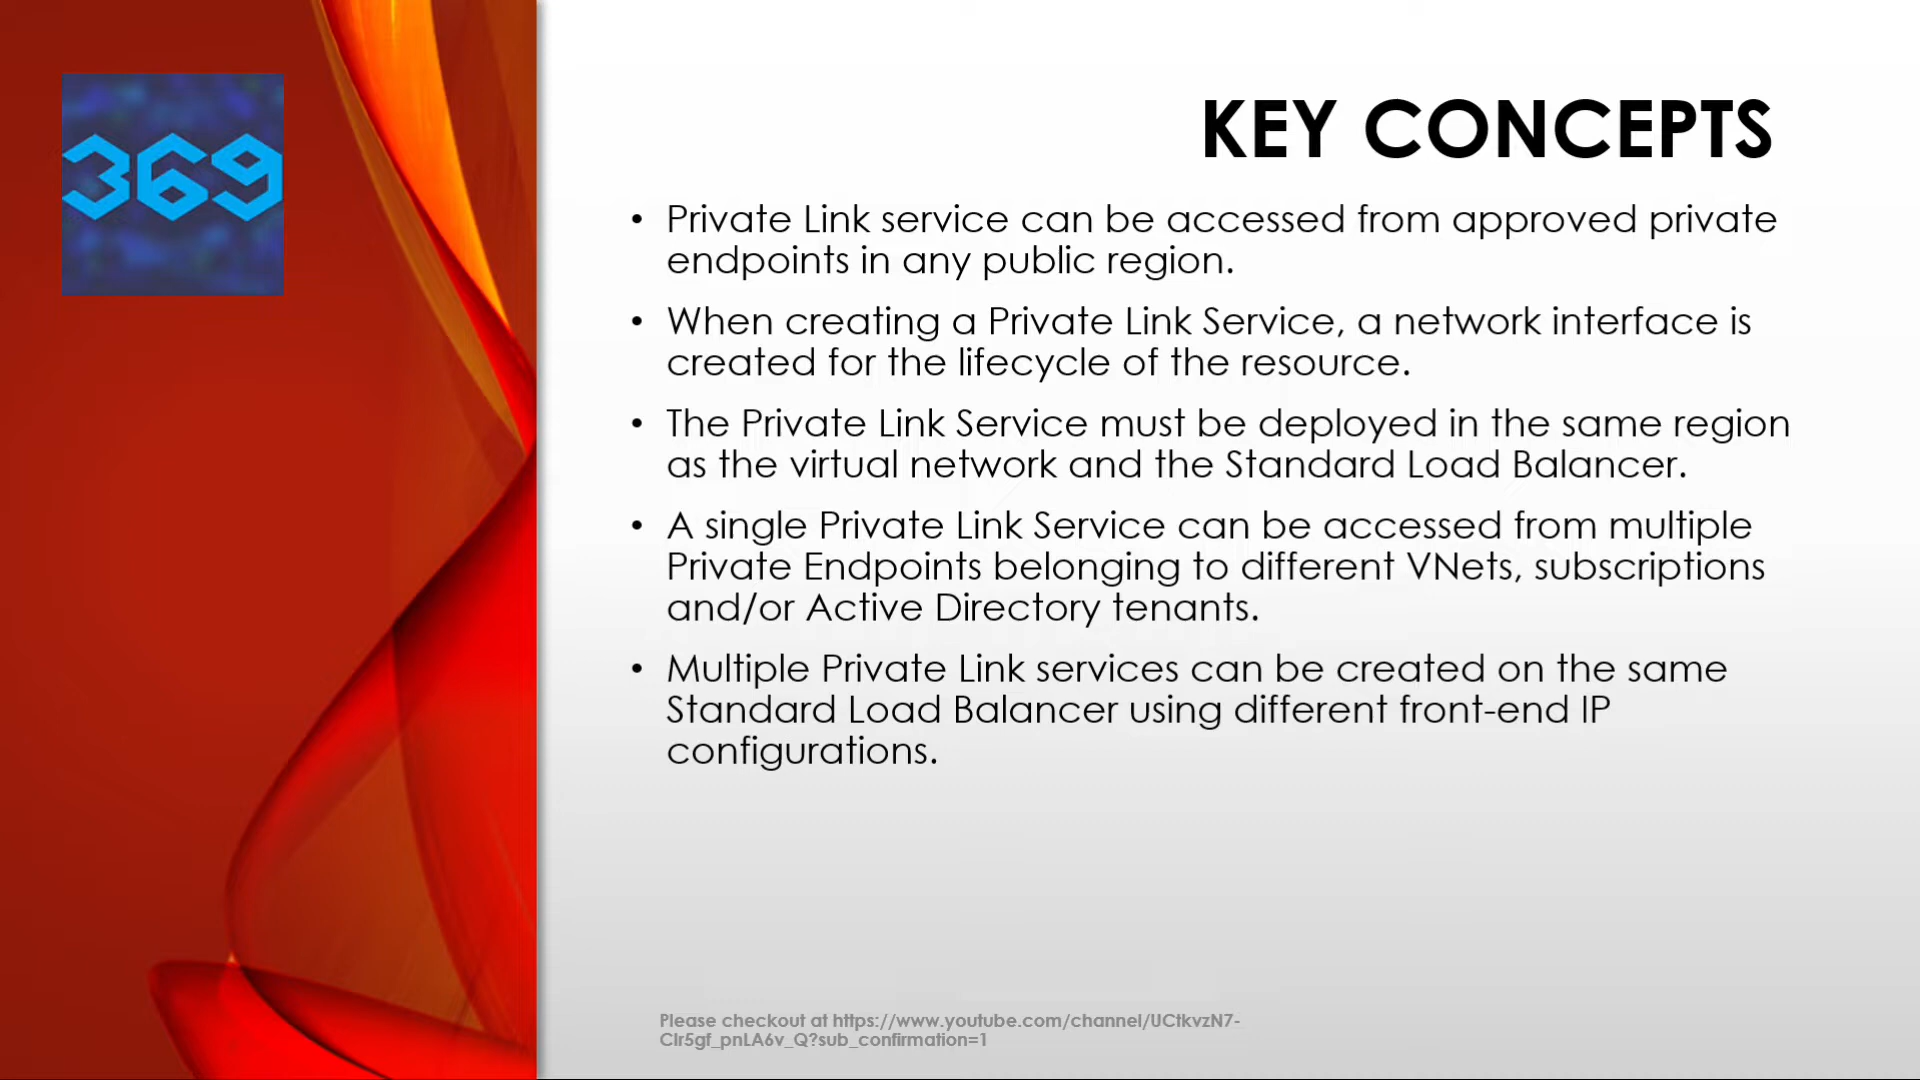 369
KEY CONCEPTS
• Private Link service can be accessed from approved private
endpoints in any public region.
• When creating a Private Link Service, a network interface is
created for the lifecycle of the resource.
• The Private Link Service must be deployed in the same region
as the virtual network and the Standard Load Balancer.
• A single Private Link Service can be accessed from multiple
Private Endpoints belonging to different VNets, subscriptions
and/or Active Directory tenants.
• Multiple Private Link services can be created on the same
Standard Load Balancer using different front-end IP
configurations.
Please checkout at https://www.youtube.com/channel/UCtkvzN7-
CIr5gf_pnLA6v_Q?sub_confirmation=1